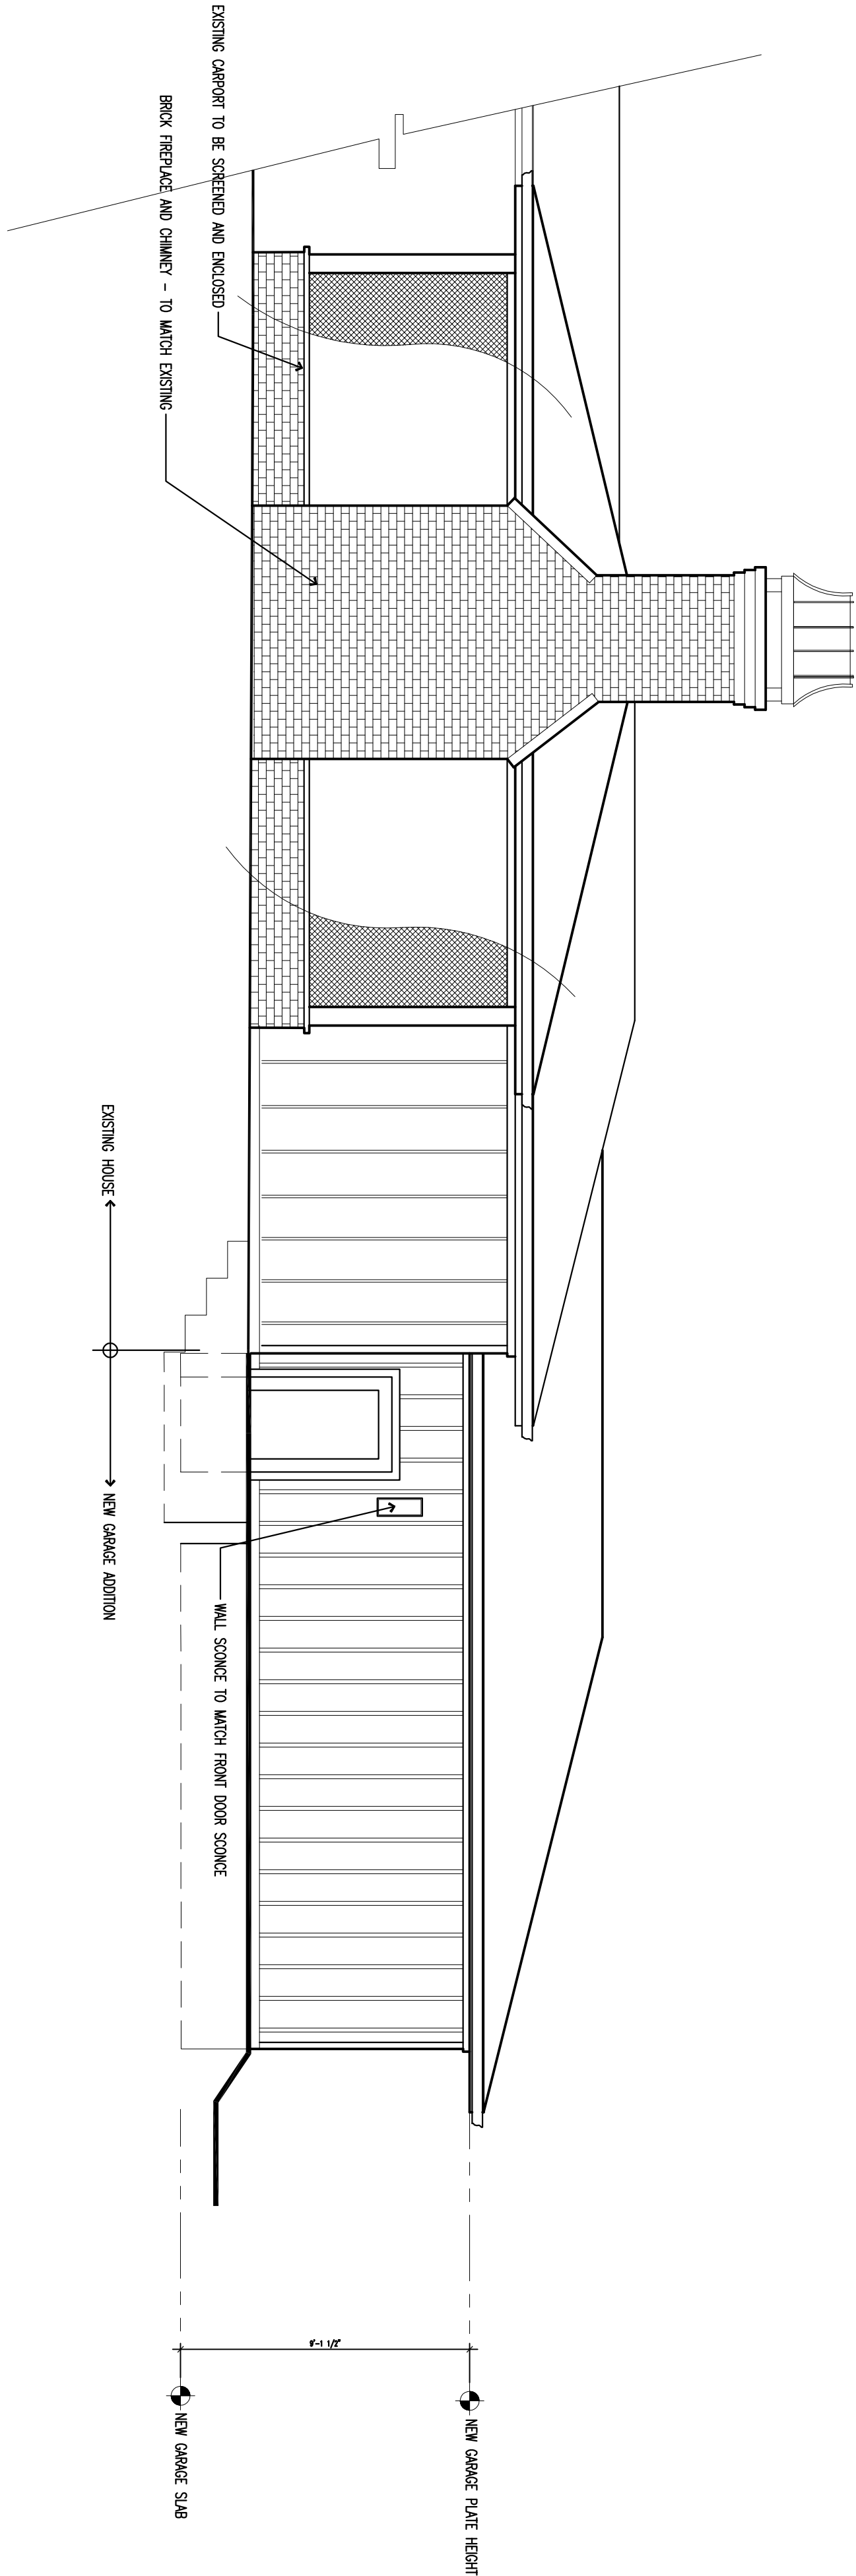 EXISTING CARPORT TO BE SCREENED AND ENCLOSED
BRICK FIREPLACE AND CHIMNEY - TO MATCH EXISTING
EXISTING HOUSE
NEW GARAGE ADDITION
WALL SCONCE TO MATCH FRONT DOOR SCONCE
9'-1 1/2"
NEW GARAGE PLATE HEIGHT
NEW GARAGE SLAB